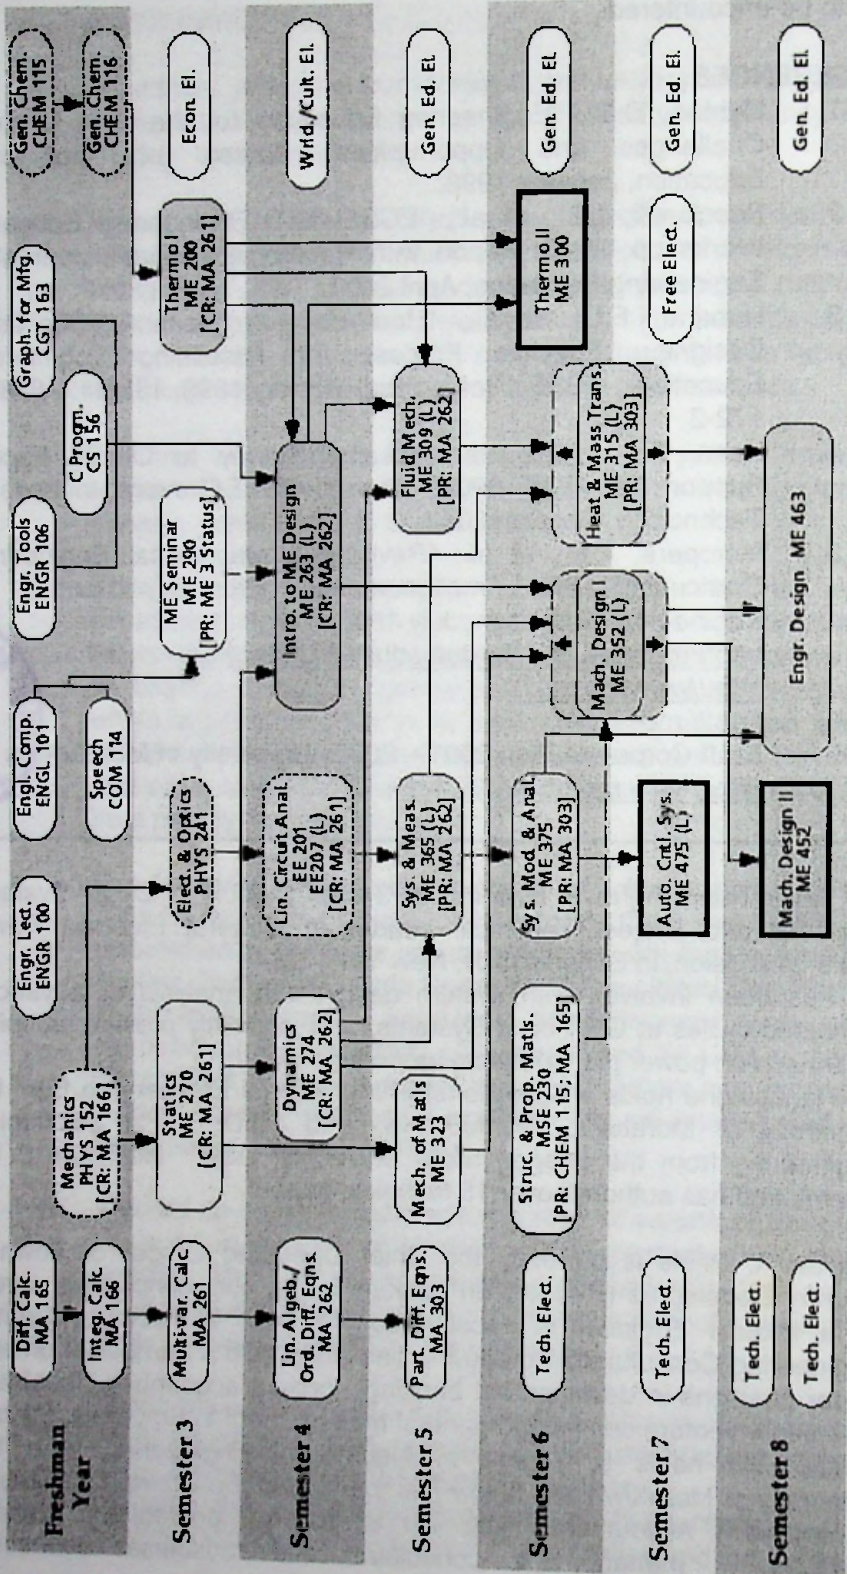 Freshman
Year
Diff. Calc.
MA 165
Integ. Calc.
MA 166
Mechanics
PHYS 152
[CR: MA 166]
Engr. Lect.
ENGR 100
Engl. Comp.
ENGL 101
Speech
COM 114
Engr. Tools
ENGR 106
C Progm.
CS 156
Graph. for Mfg.
CGT 163
Gen. Chem.
CHEM 115
Gen. Chem.
CHEM 116
Semester 3
Multivar. Calc.
MA 261
Statics
ME 270
[CR: MA 261]
Elect. & Optics
PHYS 241
ME Seminar
ME 290
[PR: ME 3 Status]
Thermo I
ME 200
[CR: MA 261]
Econ. El.
Semester 4
Lin. Algeb./
Ord. Diff. Eqns.
MA 262
Dynamics
ME 274
[CR: MA 262]
Lin. Circuit Anal.
EE 201
EE207 (L)
[CR: MA 261]
Intro. to ME Design
ME 263 (L)
[CR: MA 262]
Wrld./Cult. El.
Semester 5
Part. Diff. Eqns.
MA 303
Mech. of Matls
ME 323
Sys. & Meas.
ME 365 (L)
[PR: MA 262]
Fluid Mech.
ME 309 (L)
[PR: MA 262]
Gen. Ed. El.
Semester 6
Tech. Elect.
Struc. & Prop. Matls.
MSE 230
[PR: CHEM 115; MA 165]
Sys. Mod. & Anal.
ME 375
[PR: MA 303]
Mach. Design I
ME 352 (L)
Heat & Mass Trans.
ME 315 (L)
[PR: MA 303]
Thermo II
ME 300
Gen. Ed. El.
Semester 7
Tech. Elect.
Auto. Cntl. Sys.
ME 475 (L)
Free Elect.
Gen. Ed. El.
Semester 8
Tech. Elect.
Tech. Elect.
Mach. Design II
ME 452
Engr. Design ME 463
Gen. Ed. El.